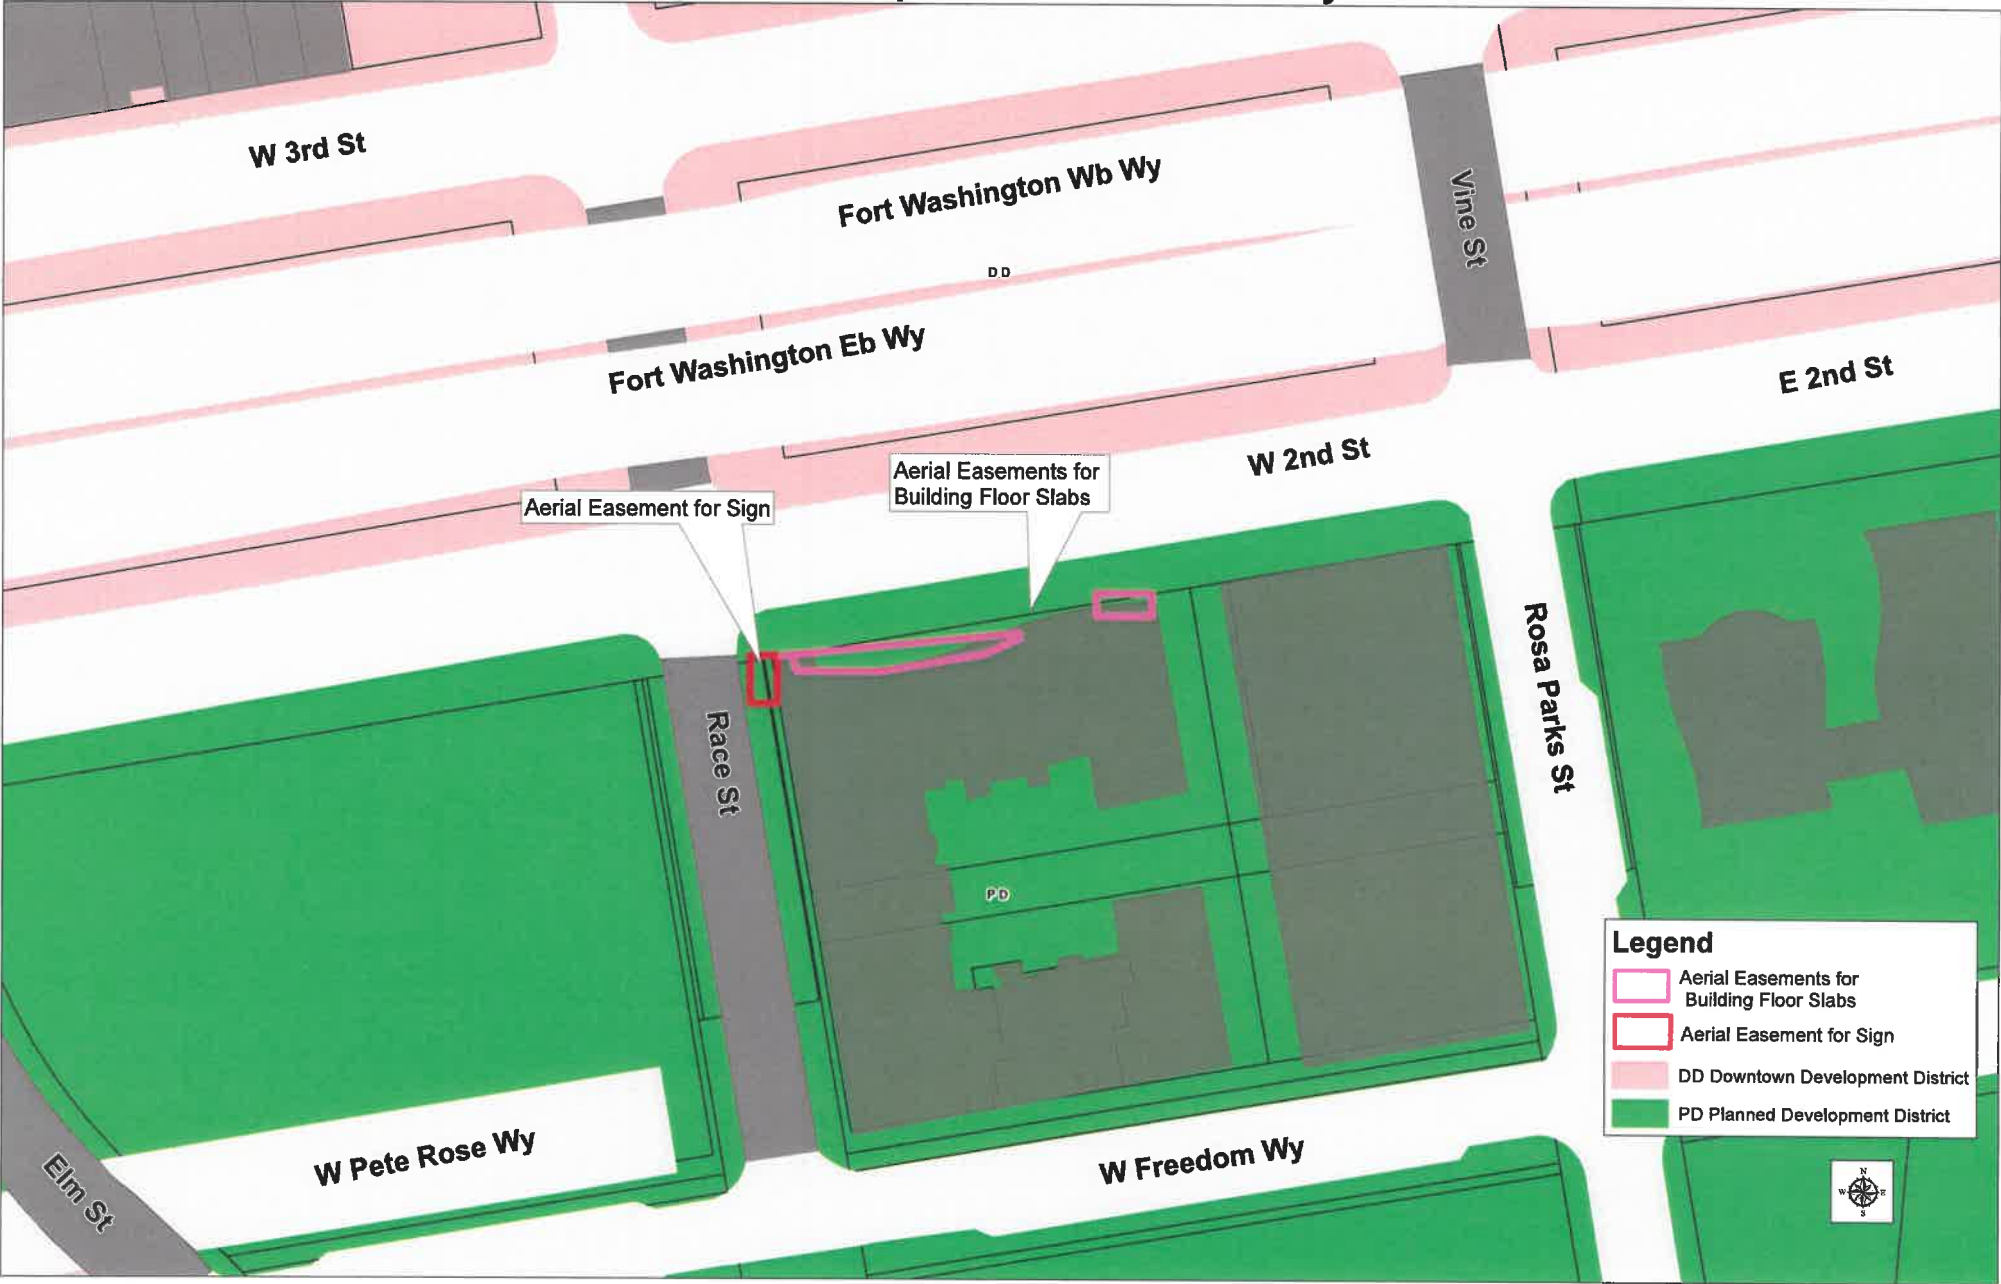 W 3rd St
Fort Washington Wb Wy
Vine St
DD
Fort Washington Eb Wy
E 2nd St
W 2nd St
Aerial Easements for
Building Floor Slabs
Aerial Easement for Sign
Rosa Parks St
Race St
PD
Legend
Aerial Easements for
Building Floor Slabs
Aerial Easement for Sign
DD Downtown Development District
PD Planned Development District
W Pete Rose Wy
W Freedom Wy
Elm St
N
W E
S